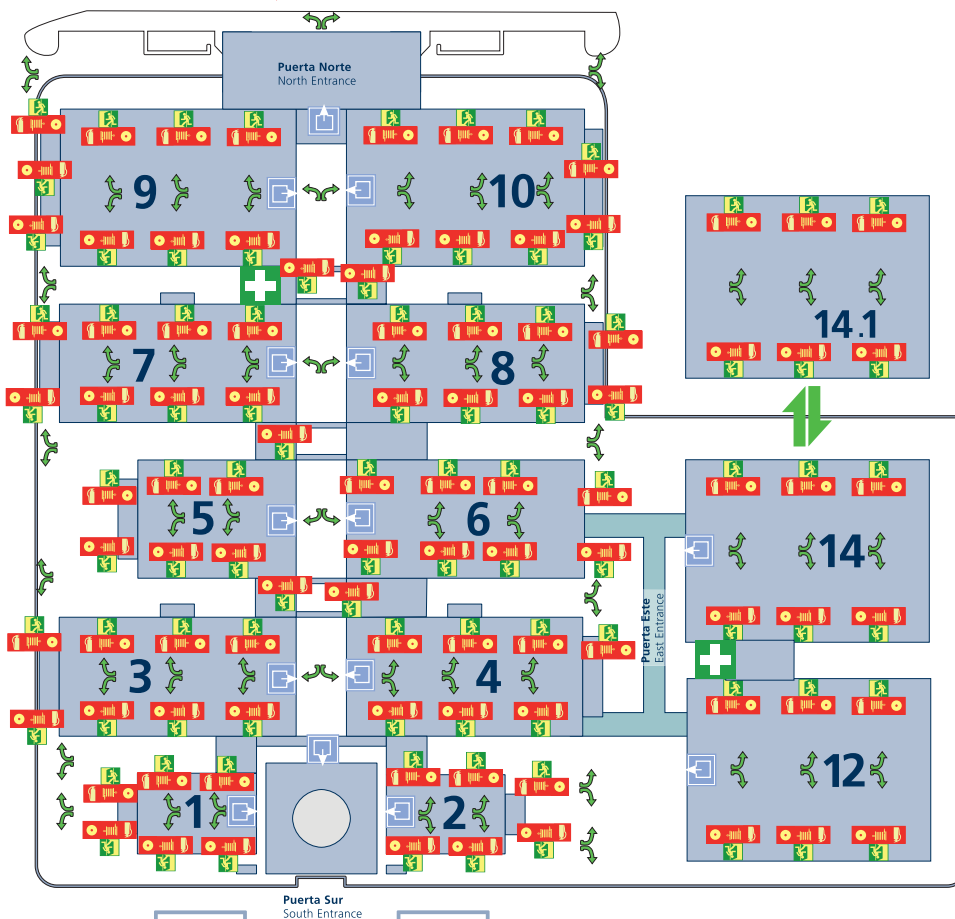 Puerta Norte
North Entrance
9
10
14.1
7
8
5
6
14
Puerta Este
East Entrance
3
4
12
1
2
Puerta Sur
South Entrance